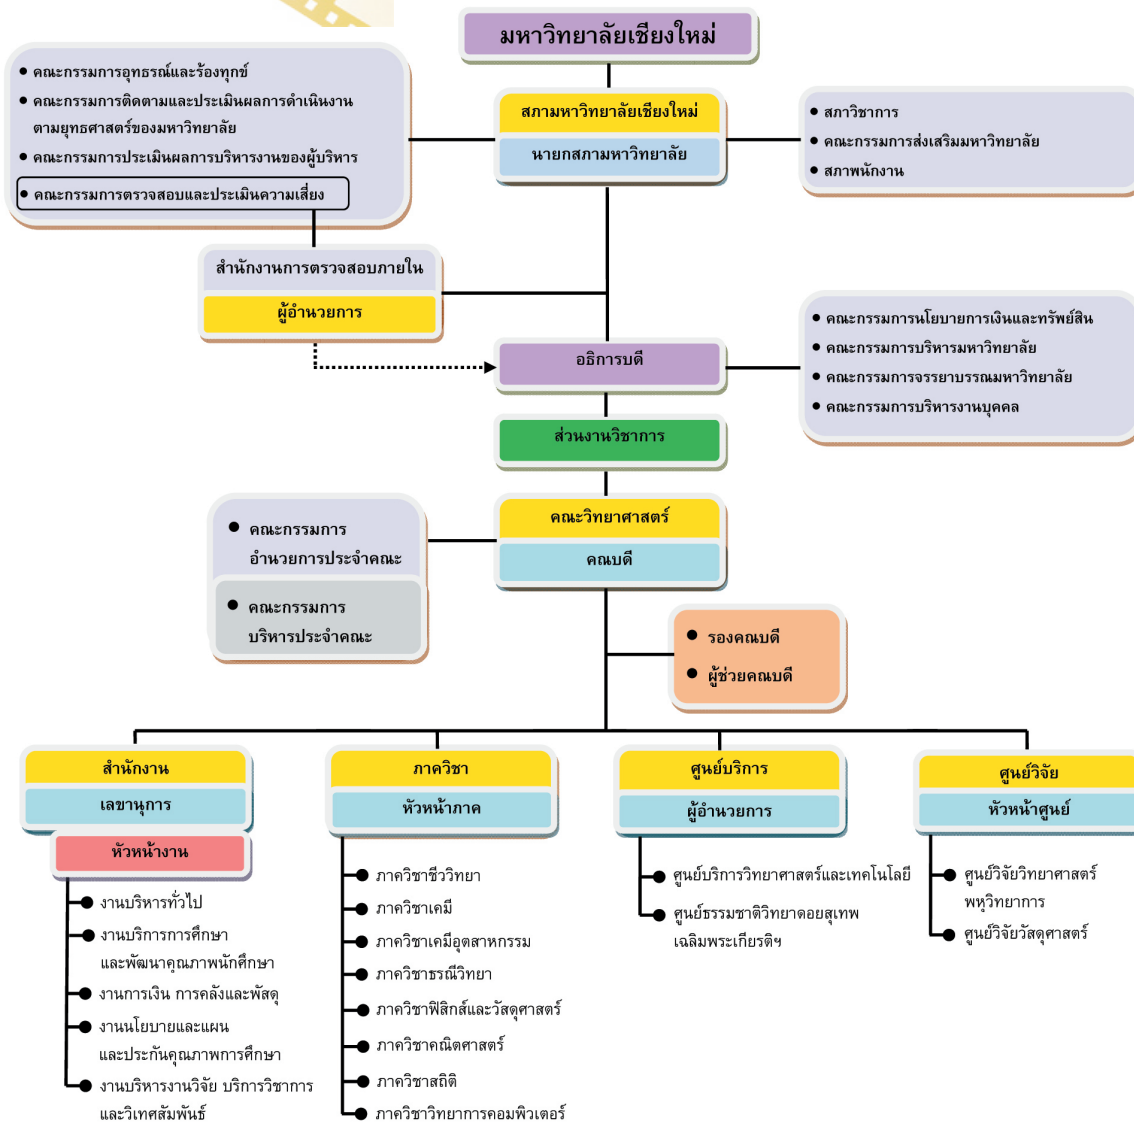 มหาวิทยาลัยเชียงใหม่
• คณะกรรมการอุทธรณ์และร้องทุกข์
• คณะกรรมการติดตามและประเมินผลการดำเนินงาน
ตามยุทธศาสตร์ของมหาวิทยาลัย
• คณะกรรมการประเมินผลการบริหารงานของผู้บริหาร
• คณะกรรมการตรวจสอบและประเมินความเสี่ยง
สภามหาวิทยาลัยเชียงใหม่
นายกสภามหาวิทยาลัย
• สภาวิชาการ
• คณะกรรมการส่งเสริมมหาวิทยาลัย
• สภาพนักงาน
สำนักงานการตรวจสอบภายใน
ผู้อำนวยการ
อธิการบดี
• คณะกรรมการนโยบายการเงินและทรัพย์สิน
• คณะกรรมการบริหารมหาวิทยาลัย
• คณะกรรมการจรรยาบรรณมหาวิทยาลัย
• คณะกรรมการบริหารงานบุคคล
ส่วนงานวิชาการ
คณะวิทยาศาสตร์
คณบดี
• คณะกรรมการ
อำนวยการประจำคณะ
• คณะกรรมการ
บริหารประจำคณะ
• รองคณบดี
• ผู้ช่วยคณบดี
สำนักงาน
เลขานุการ
หัวหน้างาน
งานบริหารทั่วไป
งานบริการการศึกษา
และพัฒนาคุณภาพนักศึกษา
งานการเงิน การคลังและพัสดุ
งานนโยบายและแผน
และประกันคุณภาพการศึกษา
งานบริหารงานวิจัย บริการวิชาการ
และวิเทศสัมพันธ์
ภาควิชา
หัวหน้าภาค
ภาควิชาชีววิทยา
ภาควิชาเคมี
ภาควิชาเคมีอุตสาหกรรม
ภาควิชาธรณีวิทยา
ภาควิชาฟิสิกส์และวัสดุศาสตร์
ภาควิชาคณิตศาสตร์
ภาควิชาสถิติ
ภาควิชาวิทยาการคอมพิวเตอร์
ศูนย์บริการ
ผู้อำนวยการ
ศูนย์บริการวิทยาศาสตร์และเทคโนโลยี
ศูนย์ธรรมชาติวิทยาดอยสุเทพ
เฉลิมพระเกียรติฯ
ศูนย์วิจัย
หัวหน้าศูนย์
ศูนย์วิจัยวิทยาศาสตร์
พหุวิทยาการ
ศูนย์วิจัยวัสดุศาสตร์